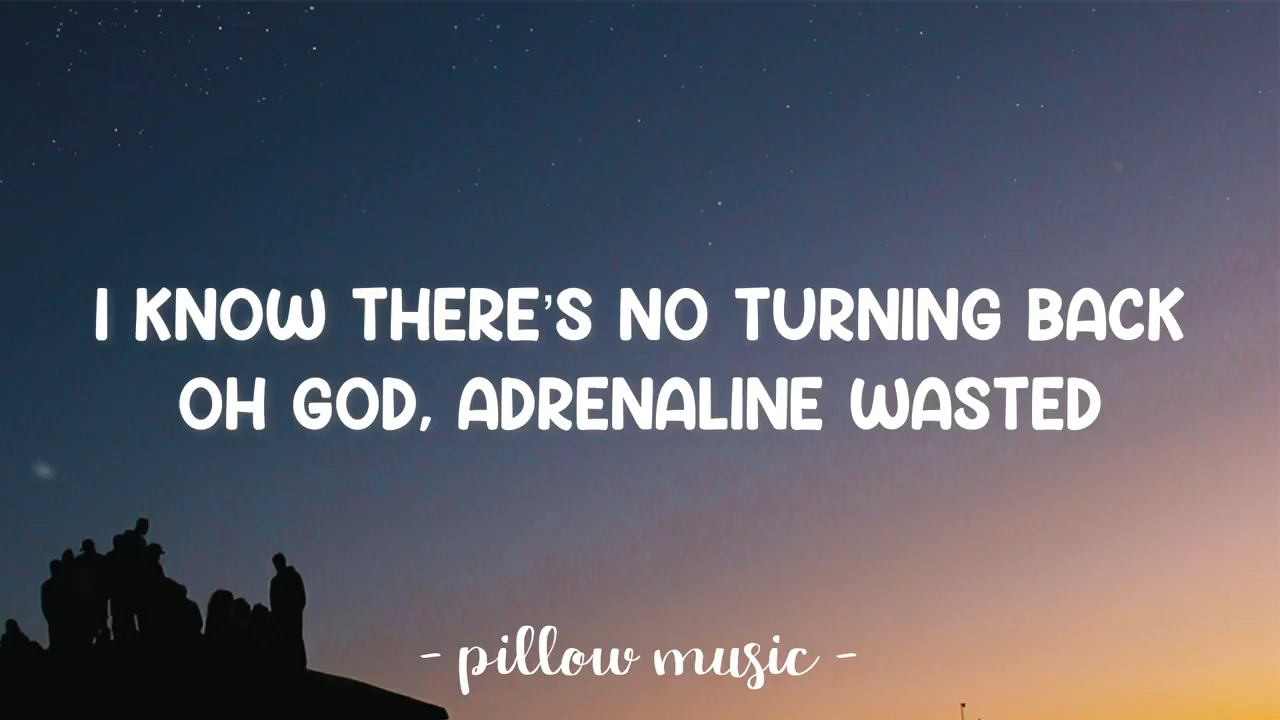 I KNOW THERE'S NO TURNING BACK
OH GOD, ADRENALINE WASTED
- pillow music -